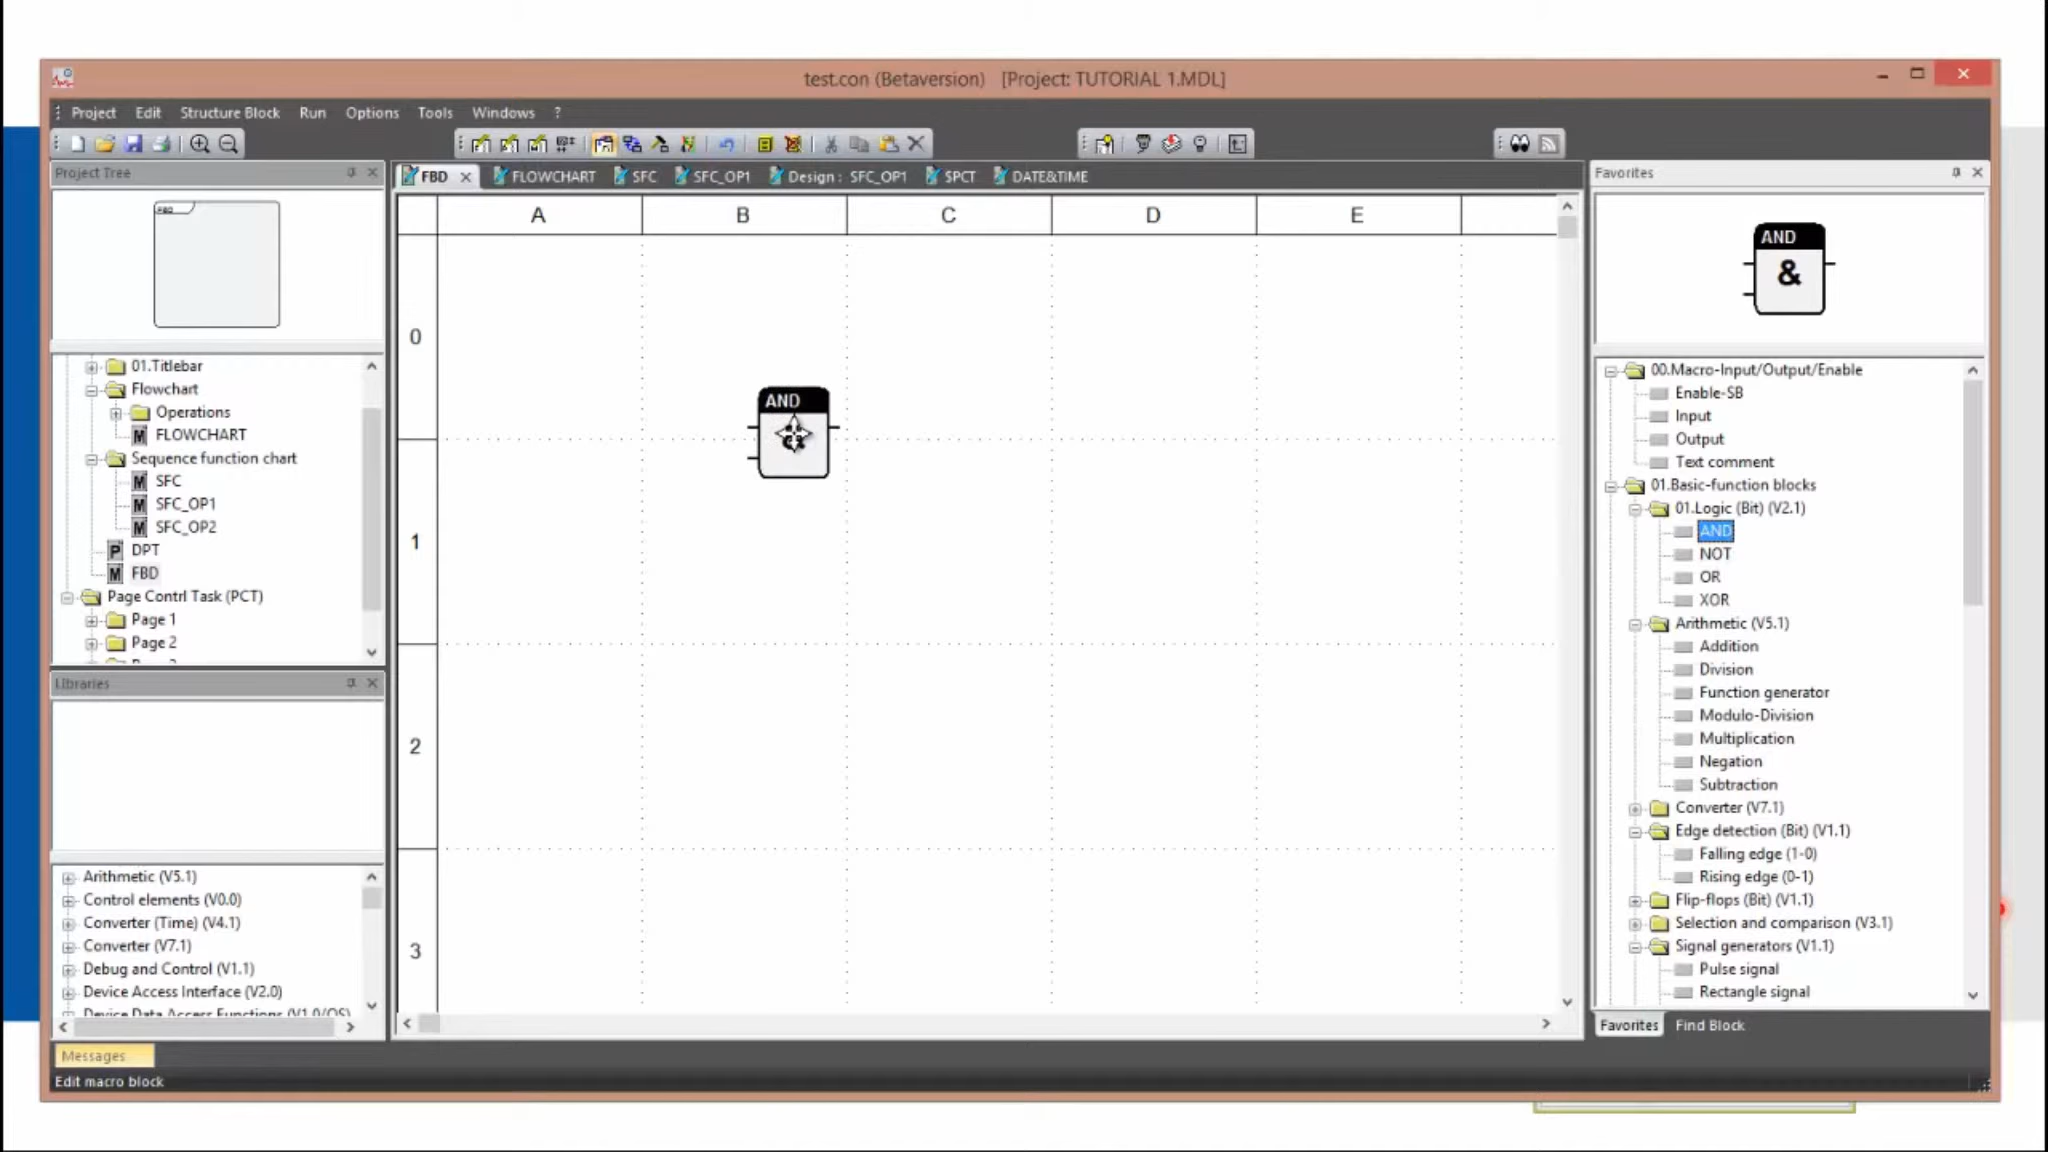 test.con (Betaversion) [Project: TUTORIAL 1.MDL]
Project Edit Structure Block Run Options Tools Windows ?
Project Tree
FBD
01.Titlebar
Flowchart
Operations
M FLOWCHART
Sequence function chart
M SFC
M SFC_OP1
M SFC_OP2
P DPT
M FBD
Page Contrl Task (PCT)
Page 1
Page 2
Libraries
Arithmetic (V5.1)
Control elements (V0.0)
Converter (Time) (V4.1)
Converter (V7.1)
Debug and Control (V1.1)
Device Access Interface (V2.0)
Device Data Access Functions (V1.0/OS)
FBD FLOWCHART SFC SFC_OP1 Design : SFC_OP1 SPCT DATE&TIME
A B C D E
0
1
2
3
AND
Favorites
AND
&
00.Macro-Input/Output/Enable
Enable-SB
Input
Output
Text comment
01.Basic-function blocks
01.Logic (Bit) (V2.1)
AND
NOT
OR
XOR
Arithmetic (V5.1)
Addition
Division
Function generator
Modulo-Division
Multiplication
Negation
Subtraction
Converter (V7.1)
Edge detection (Bit) (V1.1)
Falling edge (1-0)
Rising edge (0-1)
Flip-flops (Bit) (V1.1)
Selection and comparison (V3.1)
Signal generators (V1.1)
Pulse signal
Rectangle signal
Favorites Find Block
Messages
Edit macro block